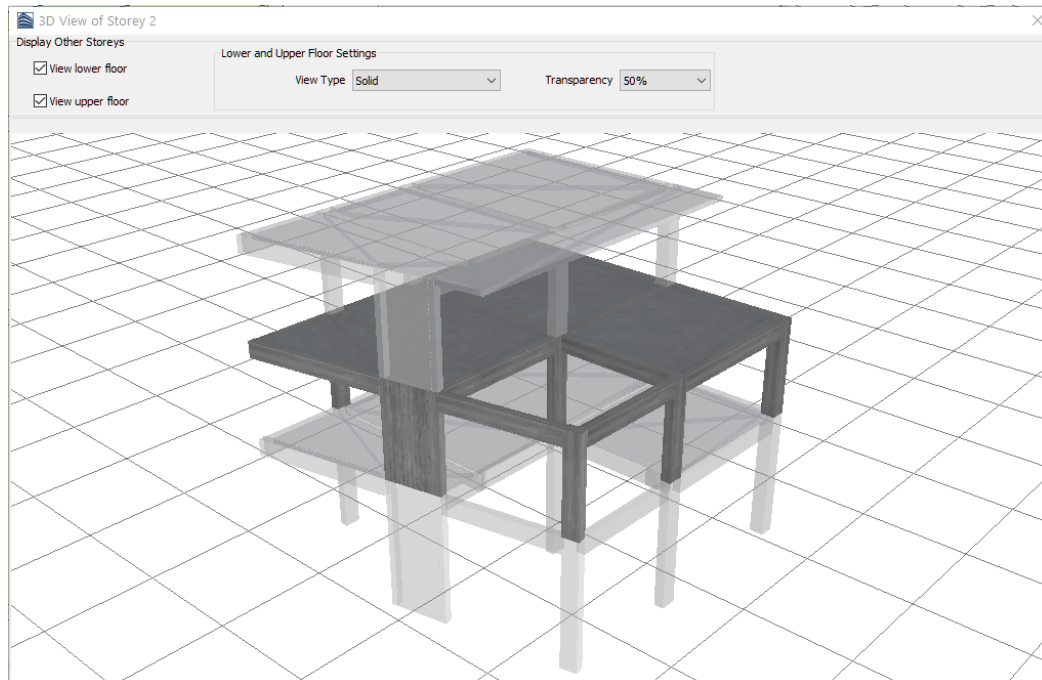 3D View of Storey 2
Display Other Storeys
View lower floor
View upper floor
Lower and Upper Floor Settings
View Type Solid Transparency 50%